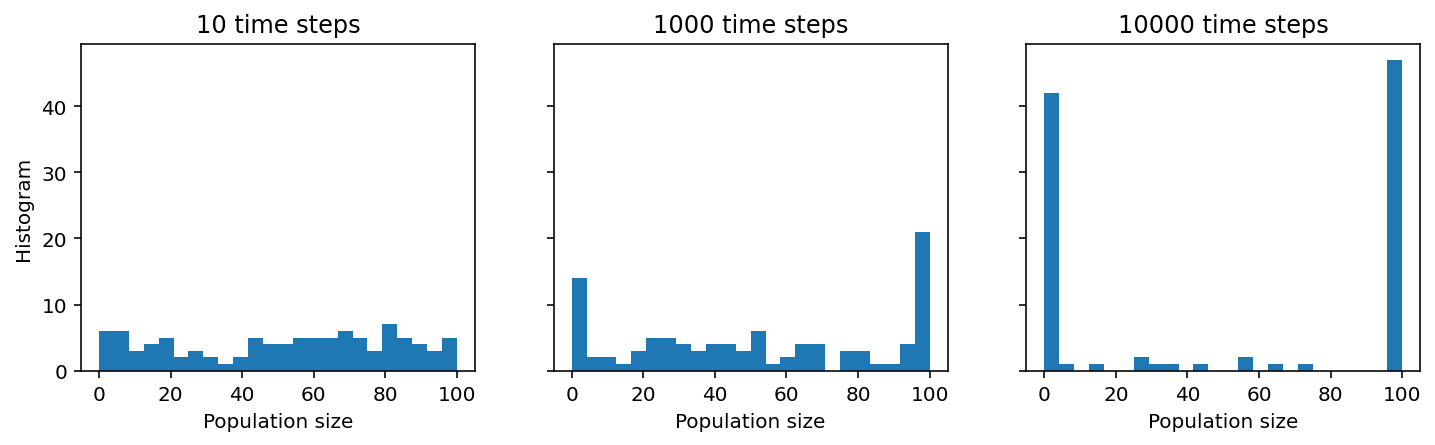 10 time steps
1000 time steps
10000 time steps
Histogram
40
30
20
10
0
0 20 40 60 80 100
0 20 40 60 80 100
0 20 40 60 80 100
Population size
Population size
Population size